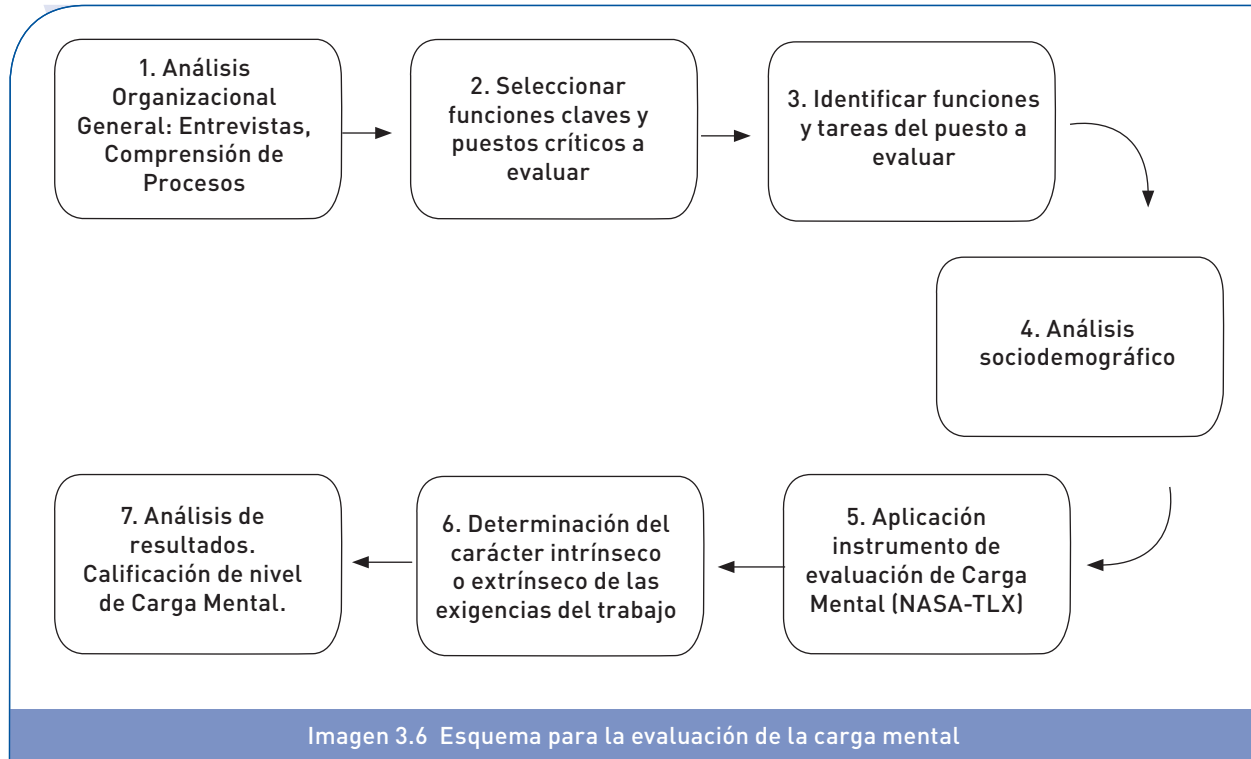 1. Análisis
Organizacional
General: Entrevistas,
Comprensión de
Procesos
2. Seleccionar
funciones claves y
puestos críticos a
evaluar
3. Identificar funciones
y tareas del puesto a
evaluar
4. Análisis
sociodemográfico
5. Aplicación
instrumento de
evaluación de Carga
Mental (NASA-TLX)
6. Determinación del
carácter intrínseco
o extrínseco de las
exigencias del trabajo
7. Análisis de
resultados.
Calificación de nivel
de Carga Mental.
Imagen 3.6 Esquema para la evaluación de la carga mental